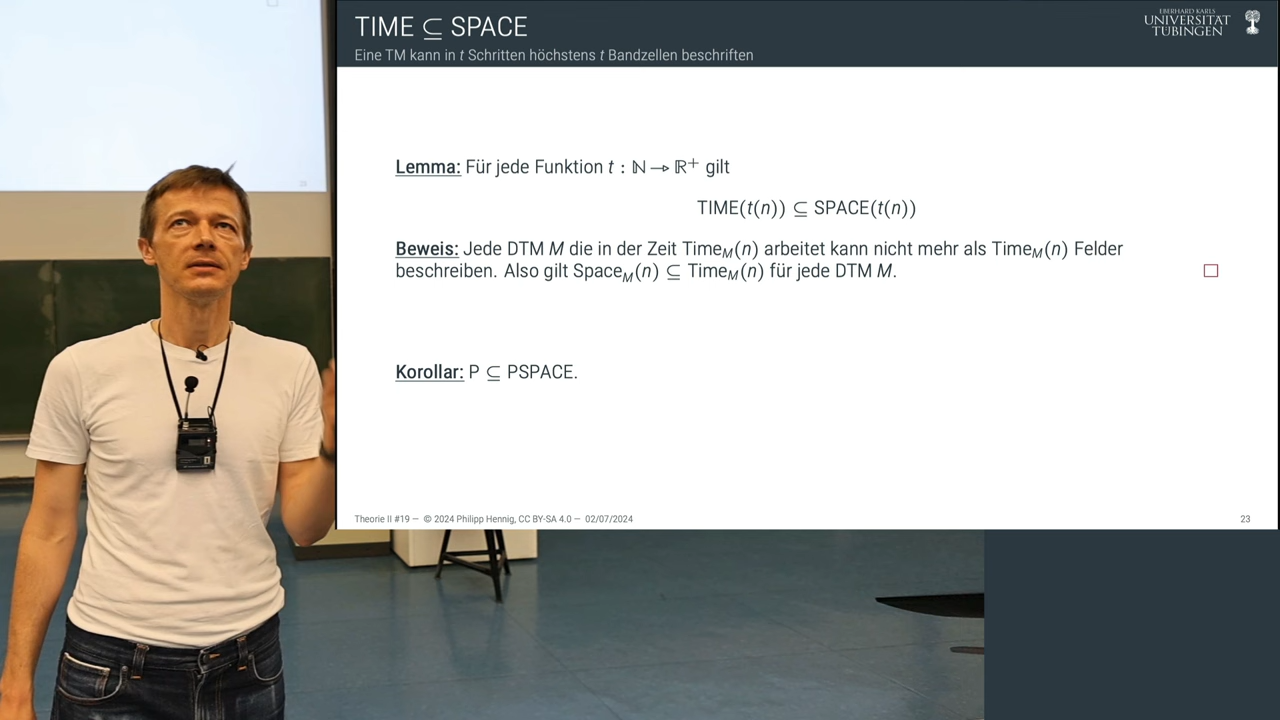 TIME ⊆ SPACE
Eine TM kann in t Schritten höchstens t Bandzellen beschriften
EBERHARD KARLS
UNIVERSITÄT
TÜBINGEN
Lemma: Für jede Funktion t : ℕ → ℝ⁺ gilt
TIME(t(n)) ⊆ SPACE(t(n))
Beweis: Jede DTM M die in der Zeit Time_M(n) arbeitet kann nicht mehr als Time_M(n) Felder
beschreiben. Also gilt Space_M(n) ⊆ Time_M(n) für jede DTM M. □
Korollar: P ⊆ PSPACE.
Theorie II #19 — © 2024 Philipp Hennig, CC BY-SA 4.0 — 02/07/2024
23